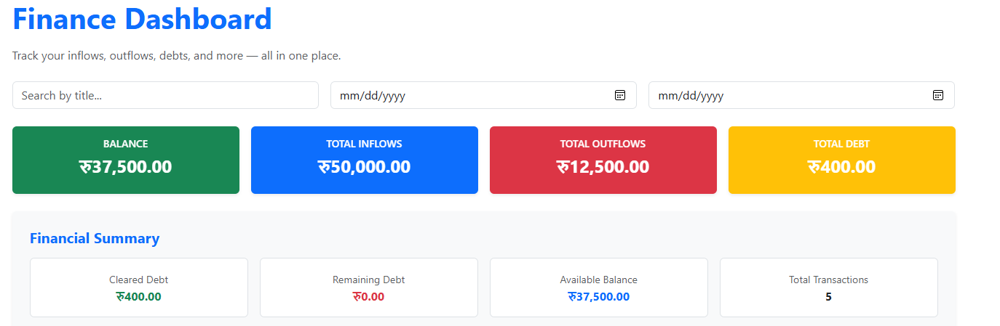 Finance Dashboard
Track your inflows, outflows, debts, and more — all in one place.
Search by title...
mm/dd/yyyy
mm/dd/yyyy
BALANCE
रु37,500.00
TOTAL INFLOWS
रु50,000.00
TOTAL OUTFLOWS
रु12,500.00
TOTAL DEBT
रु400.00
Financial Summary
Cleared Debt
रु400.00
Remaining Debt
रु0.00
Available Balance
रु37,500.00
Total Transactions
5